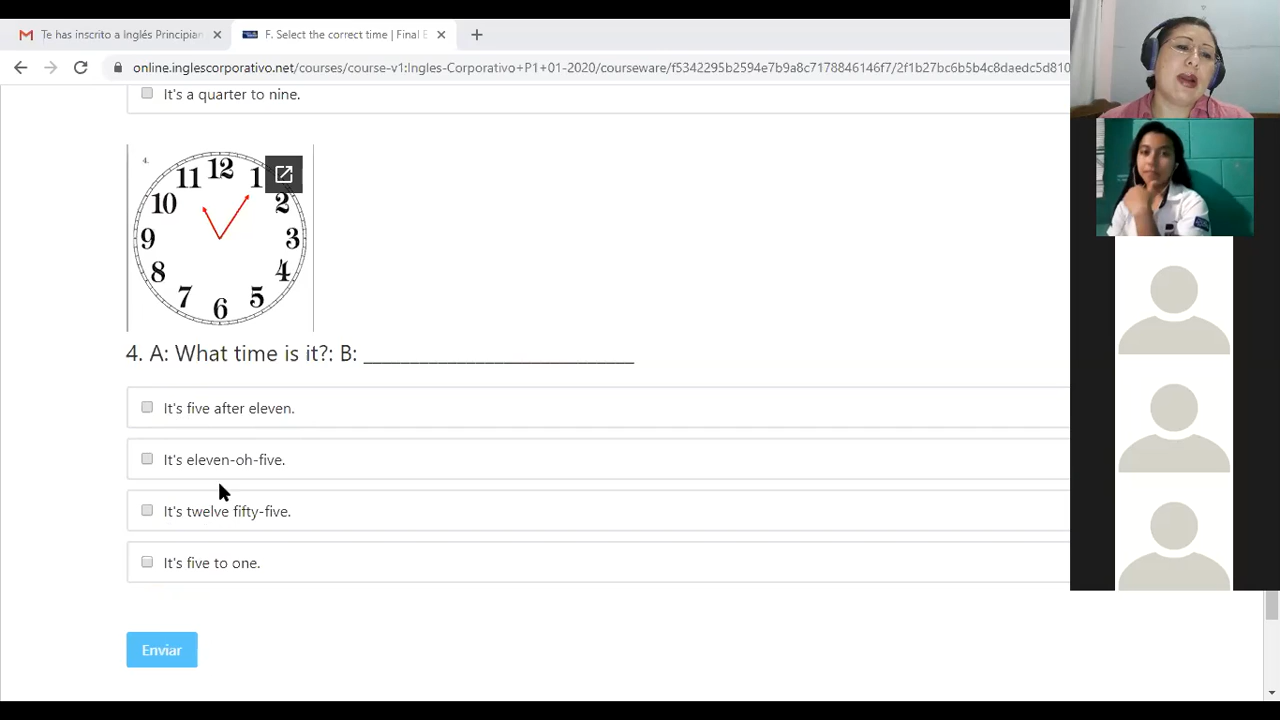 Te has inscrito a Inglés Principian
F. Select the correct time | Final E
online.inglescorporativo.net/courses/course-v1:Ingles-Corporativo+P1+01-2020/courseware/f5342295b2594e7b9a8c7178846146f7/2f1b27bc6b5b4c8daedc5d810
It's a quarter to nine.
4.
12
11 1
10 2
9 3
8 4
7 5
6
4. A: What time is it?: B: ____________________________
It's five after eleven.
It's eleven-oh-five.
It's twelve fifty-five.
It's five to one.
Enviar